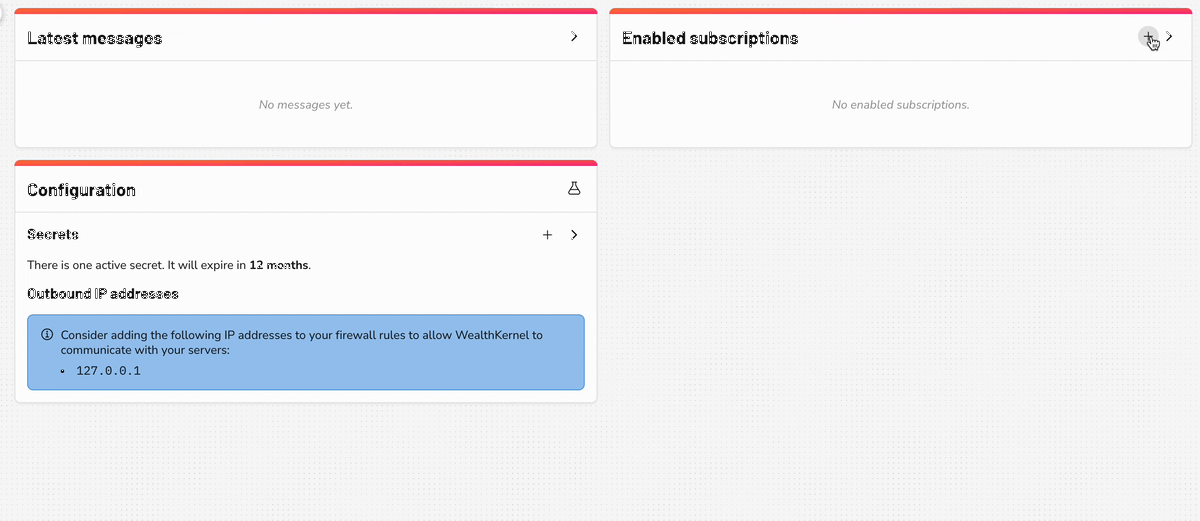 Latest messages
No messages yet.
Enabled subscriptions
No enabled subscriptions.
Configuration
Secrets
There is one active secret. It will expire in 12 months.
Outbound IP addresses
Consider adding the following IP addresses to your firewall rules to allow WealthKernel to
communicate with your servers:
• 127.0.0.1